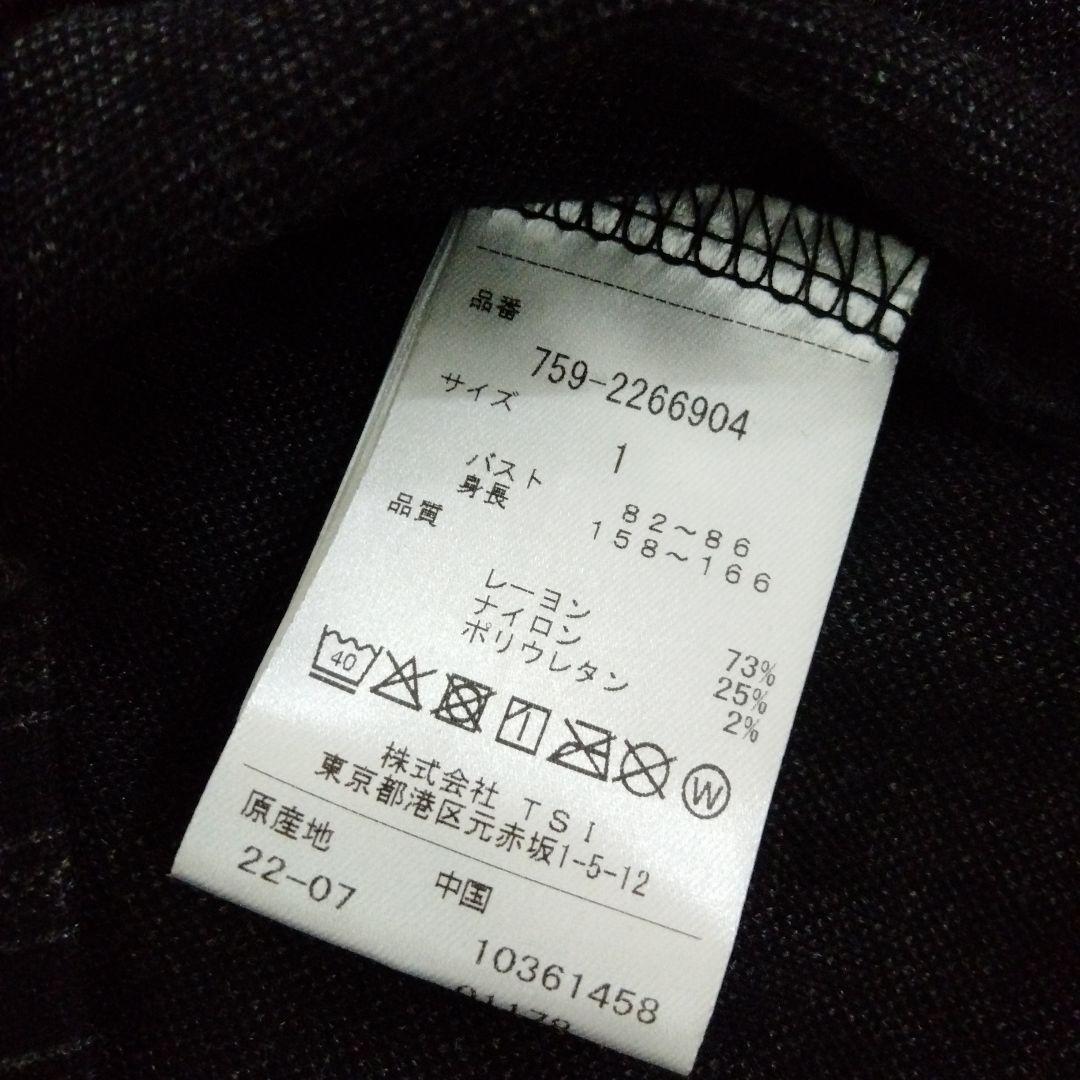 品番
759-2266904
サイズ
1
バスト 82～86
身長 158～166
品質
レーヨン 73%
ナイロン 25%
ポリウレタン 2%
40
W
株式会社 TSI
東京都港区元赤坂1-5-12
原産地 中国
22-07 10361458